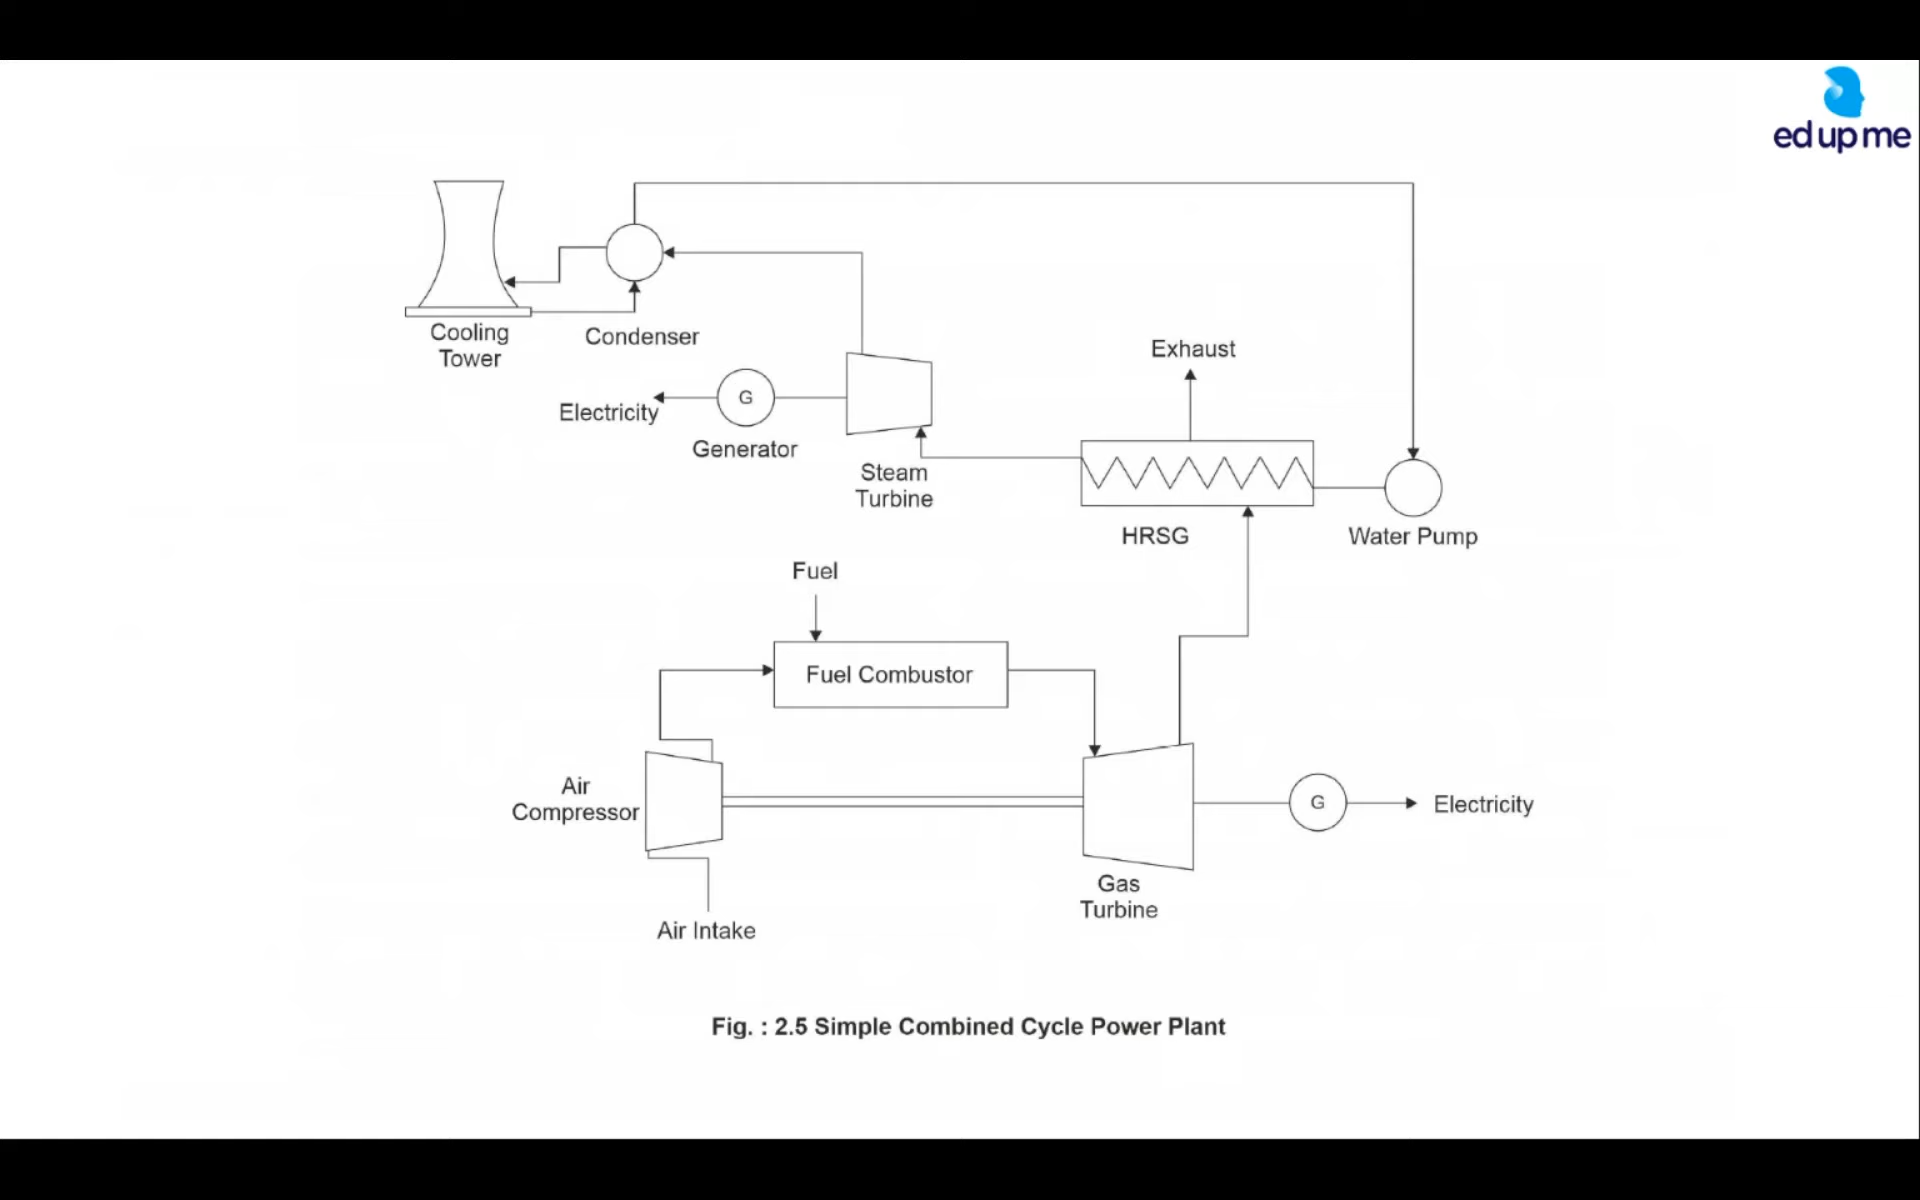 ed up me
Cooling
Tower
Condenser
Exhaust
Electricity
G
Generator
Steam
Turbine
HRSG
Water Pump
Fuel
Fuel Combustor
Air
Compressor
G
Electricity
Gas
Turbine
Air Intake
Fig. : 2.5 Simple Combined Cycle Power Plant